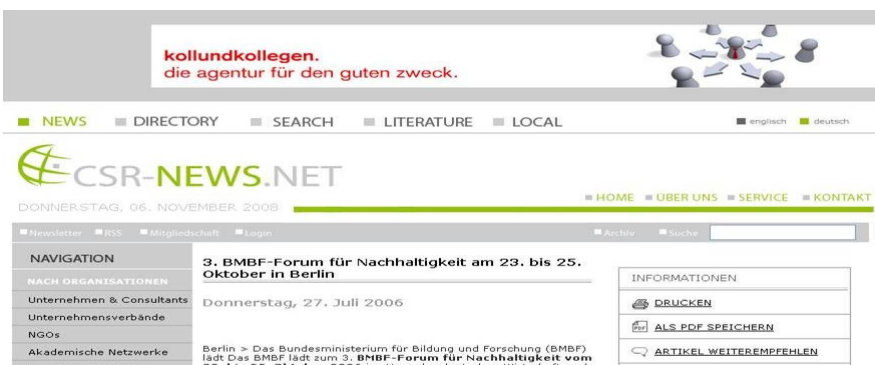 kollundkollegen.
die agentur für den guten zweck.
NEWS DIRECTORY SEARCH LITERATURE LOCAL
englisch deutsch
CSR-NEWS.NET
HOME ÜBER UNS SERVICE KONTAKT
DONNERSTAG, 06. NOVEMBER 2008
Newsletter RSS Mitgliedschaft Login Archiv Suche
NAVIGATION
NACH ORGANISATIONEN
Unternehmen & Consultants
Unternehmensverbände
NGOs
Akademische Netzwerke
3. BMBF-Forum für Nachhaltigkeit am 23. bis 25.
Oktober in Berlin
Donnerstag, 27. Juli 2006
Berlin > Das Bundesministerium für Bildung und Forschung (BMBF)
lädt Das BMBF lädt zum 3. BMBF-Forum für Nachhaltigkeit vom
INFORMATIONEN
DRUCKEN
ALS PDF SPEICHERN
ARTIKEL WEITEREMPFEHLEN